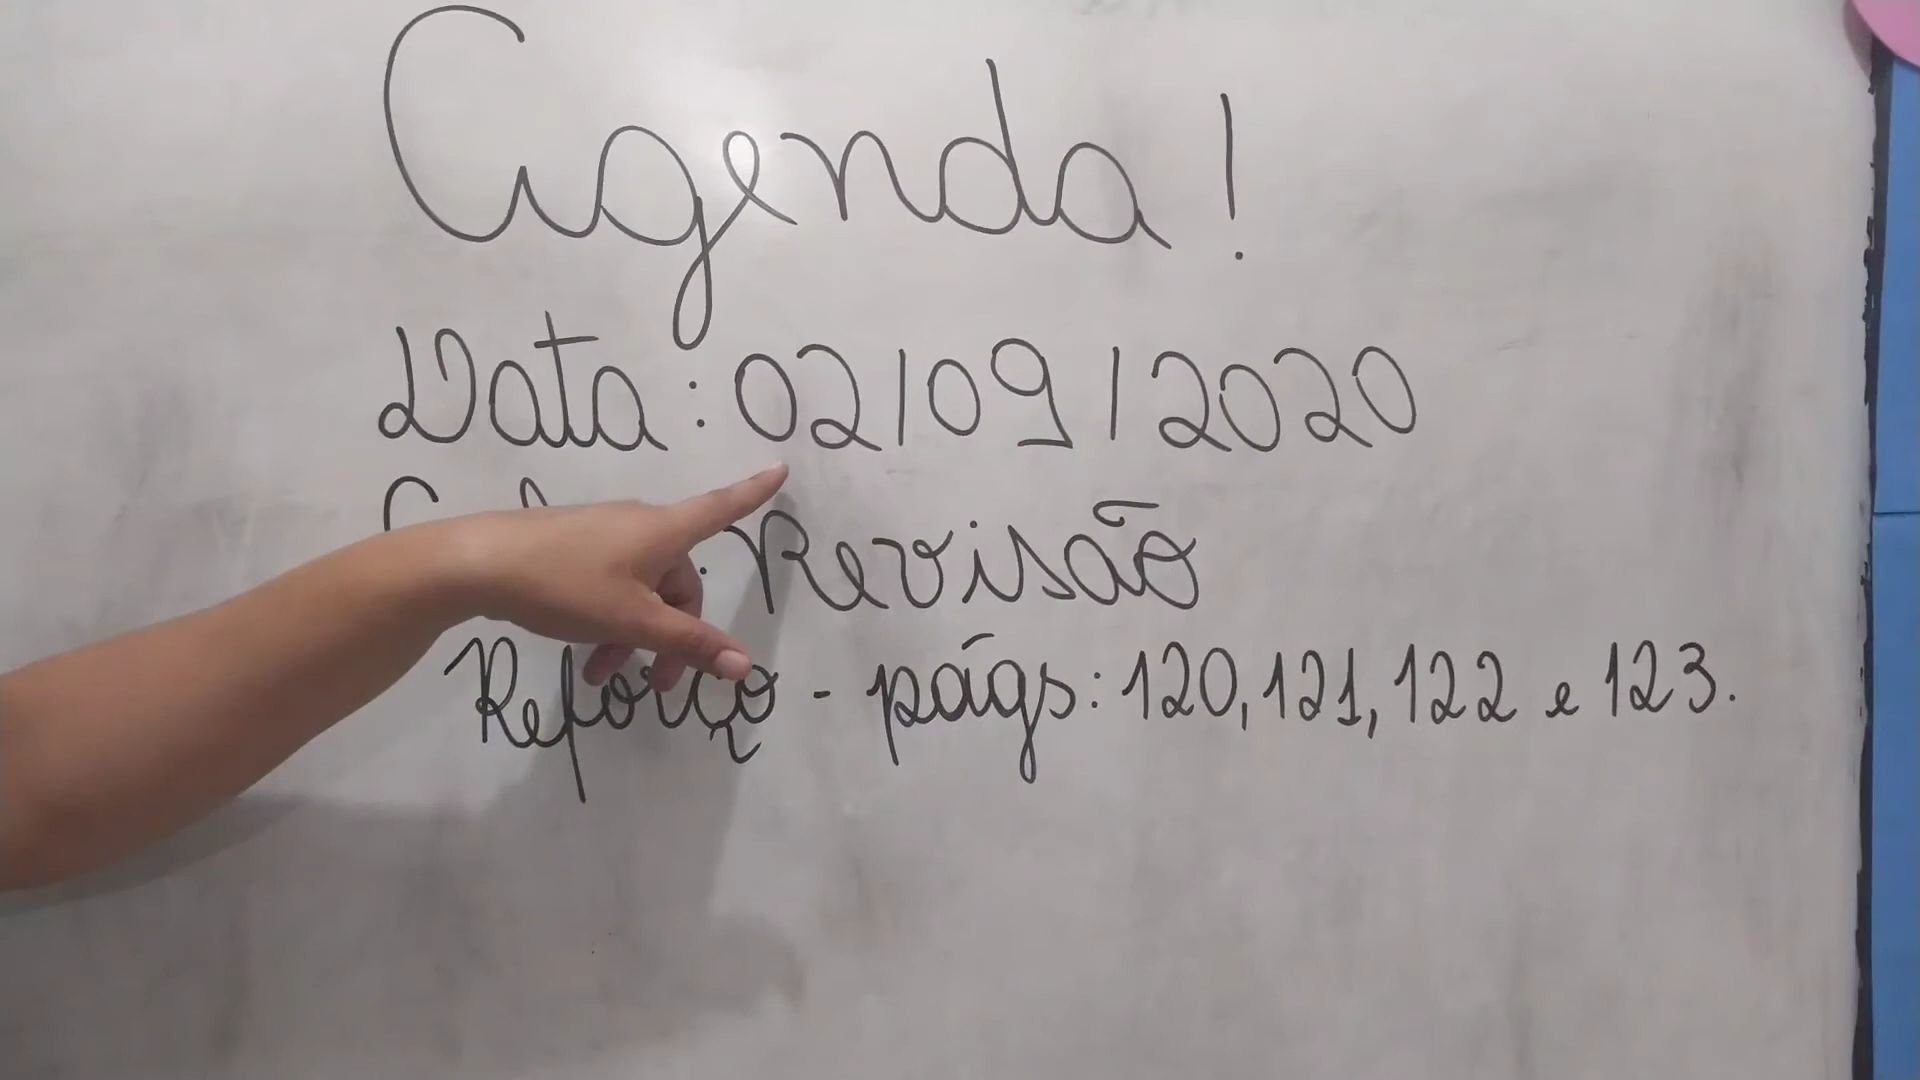 Agenda!
Data: 02/09/2020
: Revisão
Reforço - págs: 120, 121, 122 e 123.